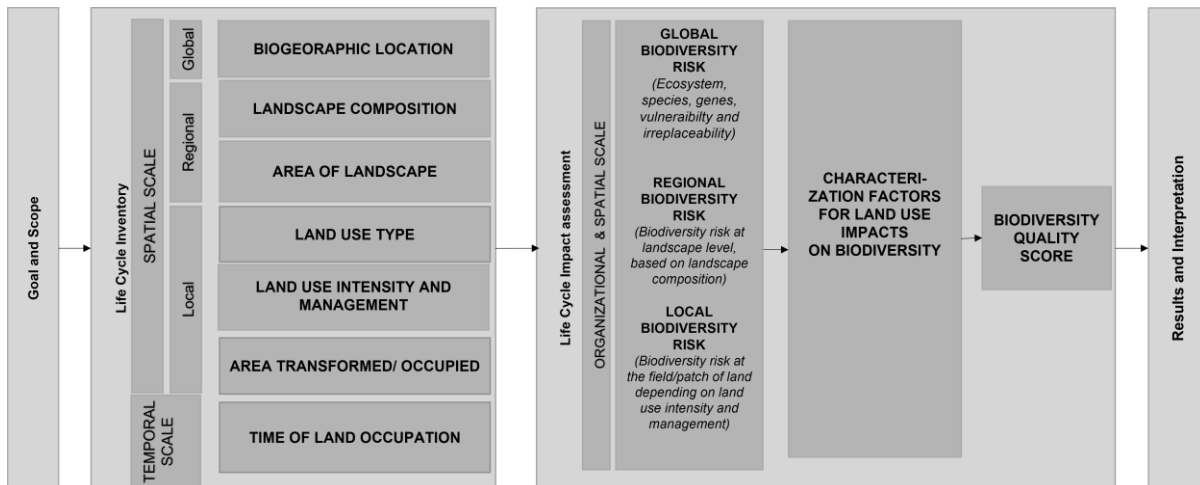 Goal and Scope
Life Cycle Inventory
SPATIAL SCALE
Global
Regional
Local
TEMPORAL
SCALE
BIOGEOGRAPHIC LOCATION
LANDSCAPE COMPOSITION
AREA OF LANDSCAPE
LAND USE TYPE
LAND USE INTENSITY AND
MANAGEMENT
AREA TRANSFORMED/ OCCUPIED
TIME OF LAND OCCUPATION
Life Cycle Impact assessment
ORGANIZATIONAL & SPATIAL SCALE
GLOBAL
BIODIVERSITY
RISK
(Ecosystem,
species, genes,
vulneraibilty and
irreplaceability)
REGIONAL
BIODIVERSITY
RISK
(Biodiversity risk at
landscape level,
based on landscape
composition)
LOCAL
BIODIVERSITY
RISK
(Biodiversity risk at
the field/patch of land
depending on land
use intensity and
management)
CHARACTERI-
ZATION FACTORS
FOR LAND USE
IMPACTS
ON BIODIVERSITY
BIODIVERSITY
QUALITY
SCORE
Results and Interpretation